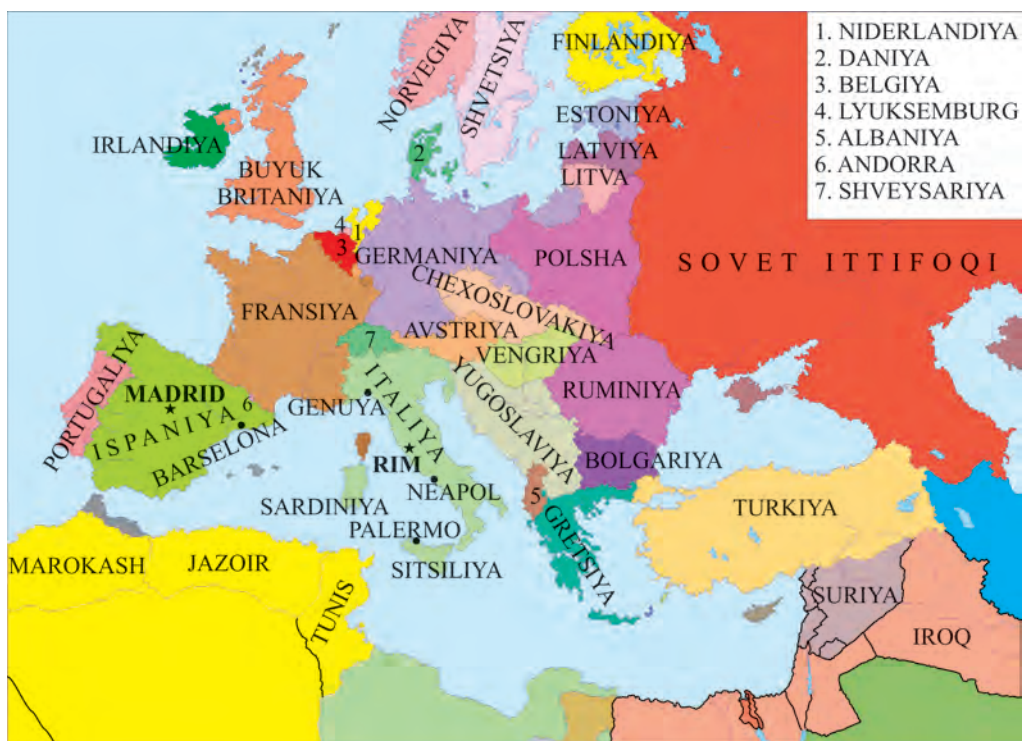 1. NIDERLANDIYA
2. DANIYA
3. BELGIYA
4. LYUKSEMBURG
5. ALBANIYA
6. ANDORRA
7. SHVEYSARIYA
NORVEGIYA
SHVETSIYA
FINLANDIYA
ESTONIYA
LATVIYA
LITVA
IRLANDIYA
BUYUK
BRITANIYA
2
4
1
3
GERMANIYA
POLSHA
SOVET ITTIFOQI
CHEXOSLOVAKIYA
FRANSIYA
AVSTRIYA
7
VENGRIYA
RUMINIYA
YUGOSLAVIYA
PORTUGALIYA
MADRID
ISPANIYA
6
BARSELONA
GENUYA
ITALIYA
RIM
NEAPOL
BOLGARIYA
SARDINIYA
PALERMO
SITSILIYA
5
GRETSIYA
TURKIYA
MAROKASH
JAZOIR
TUNIS
SURIYA
IROQ